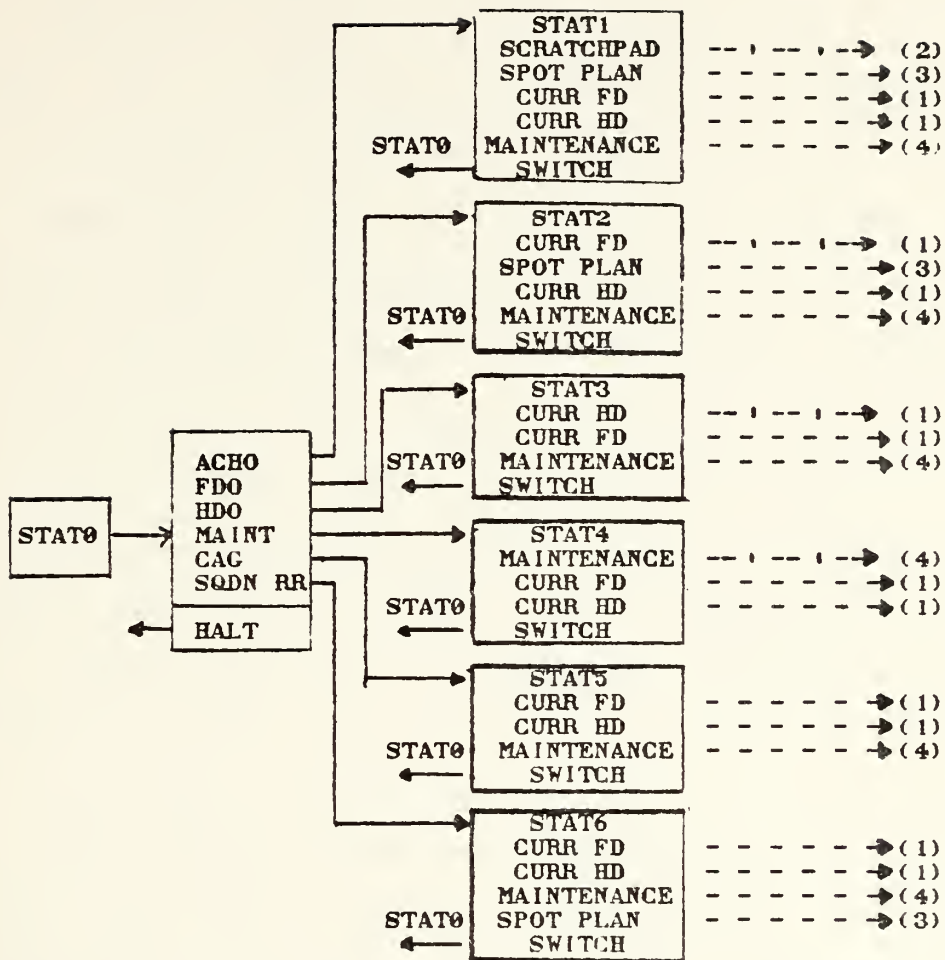 STAT0
ACHO
FDO
HDO
MAINT
CAG
SQDN RR
HALT
STAT1
SCRATCHPAD (2)
SPOT PLAN (3)
CURR FD (1)
CURR HD (1)
STAT0 MAINTENANCE (4)
SWITCH
STAT2
CURR FD (1)
SPOT PLAN (3)
CURR HD (1)
STAT0 MAINTENANCE (4)
SWITCH
STAT3
CURR HD (1)
CURR FD (1)
STAT0 MAINTENANCE (4)
SWITCH
STAT4
MAINTENANCE (4)
CURR FD (1)
STAT0 CURR HD (1)
SWITCH
STAT5
CURR FD (1)
CURR HD (1)
STAT0 MAINTENANCE (4)
SWITCH
STAT6
CURR FD (1)
CURR HD (1)
MAINTENANCE (4)
STAT0 SPOT PLAN (3)
SWITCH